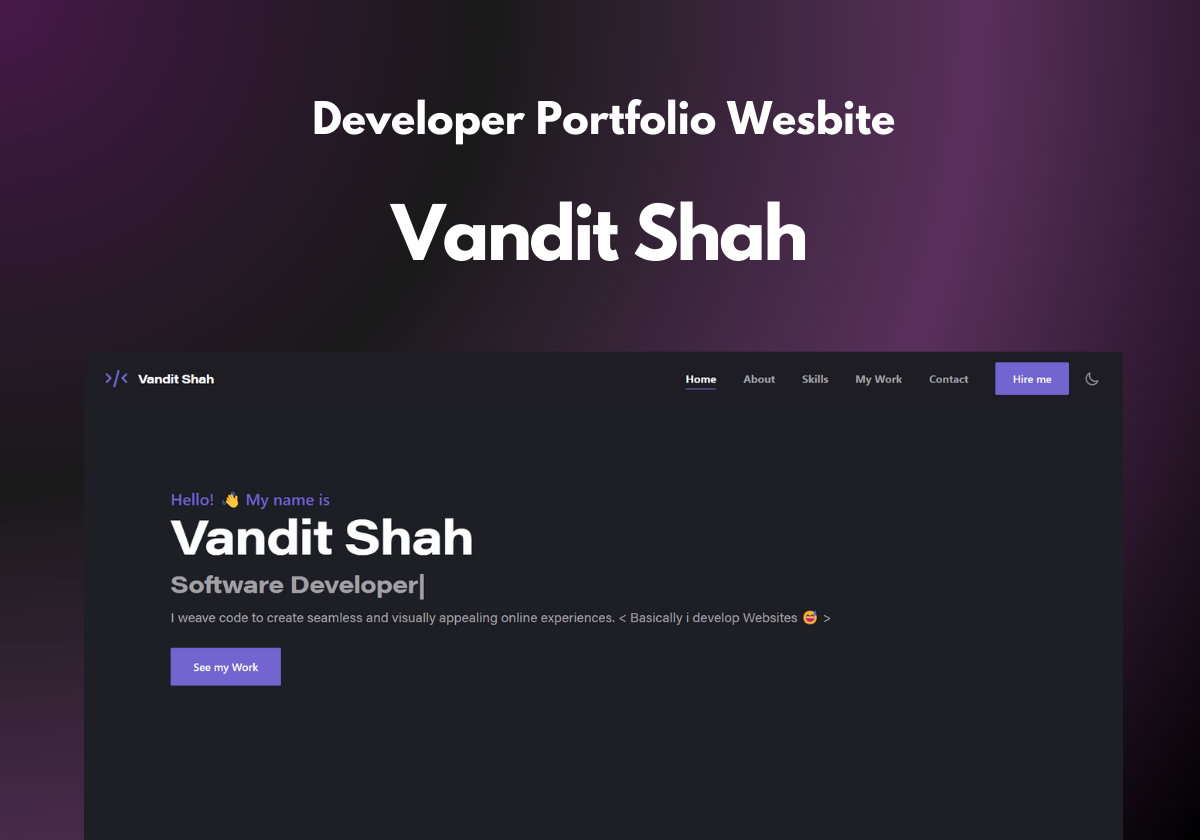 Developer Portfolio Wesbite
Vandit Shah
>/< Vandit Shah Home About Skills My Work Contact Hire me
Hello! 👋 My name is
Vandit Shah
Software Developer|
I weave code to create seamless and visually appealing online experiences. < Basically i develop Websites 😅 >
See my Work